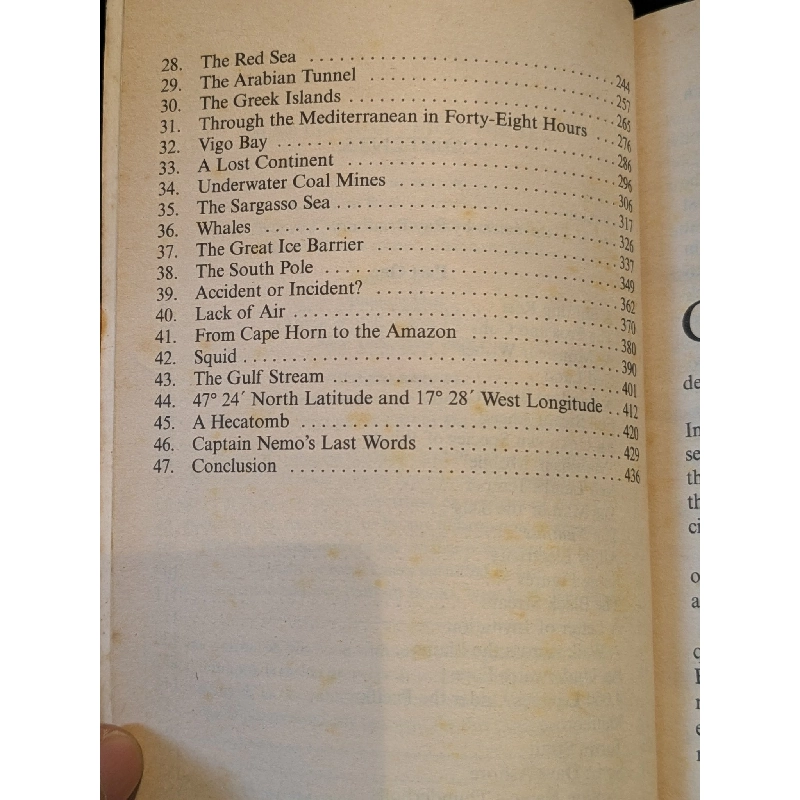 28. The Red Sea . . . . . . . . . . . . . . . . . . . . . . . . . . . . . . 244
29. The Arabian Tunnel . . . . . . . . . . . . . . . . . . . . . . . . 257
30. The Greek Islands . . . . . . . . . . . . . . . . . . . . . . . . . . 265
31. Through the Mediterranean in Forty-Eight Hours . . . 276
32. Vigo Bay . . . . . . . . . . . . . . . . . . . . . . . . . . . . . . . . . 286
33. A Lost Continent . . . . . . . . . . . . . . . . . . . . . . . . . . 296
34. Underwater Coal Mines . . . . . . . . . . . . . . . . . . . . . 306
35. The Sargasso Sea . . . . . . . . . . . . . . . . . . . . . . . . . . 317
36. Whales . . . . . . . . . . . . . . . . . . . . . . . . . . . . . . . . . . 326
37. The Great Ice Barrier . . . . . . . . . . . . . . . . . . . . . . . 337
38. The South Pole . . . . . . . . . . . . . . . . . . . . . . . . . . . . 349
39. Accident or Incident? . . . . . . . . . . . . . . . . . . . . . . . 362
40. Lack of Air . . . . . . . . . . . . . . . . . . . . . . . . . . . . . . . 370
41. From Cape Horn to the Amazon . . . . . . . . . . . . . . 380
42. Squid . . . . . . . . . . . . . . . . . . . . . . . . . . . . . . . . . . . 390
43. The Gulf Stream . . . . . . . . . . . . . . . . . . . . . . . . . . 401
44. 47° 24′ North Latitude and 17° 28′ West Longitude . . 412
45. A Hecatomb . . . . . . . . . . . . . . . . . . . . . . . . . . . . . . 420
46. Captain Nemo's Last Words . . . . . . . . . . . . . . . . . . 429
47. Conclusion . . . . . . . . . . . . . . . . . . . . . . . . . . . . . . . 436